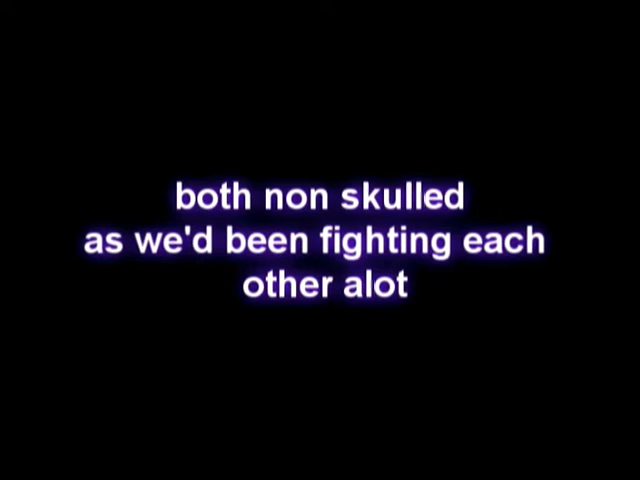 both non skulled
as we'd been fighting each
other alot